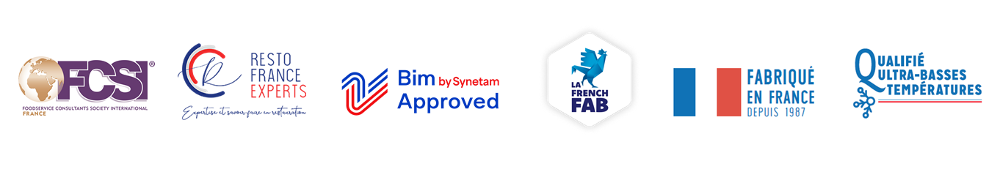 FCSI®
FOODSERVICE CONSULTANTS SOCIETY INTERNATIONAL
FRANCE
RESTO
FRANCE
EXPERTS
Expertise et savoir-faire en restauration
Bim by Synetam
Approved
LA
FRENCH
FAB
FABRIQUÉ
EN FRANCE
DEPUIS 1987
QUALIFIÉ
ULTRA-BASSES
TEMPÉRATURES